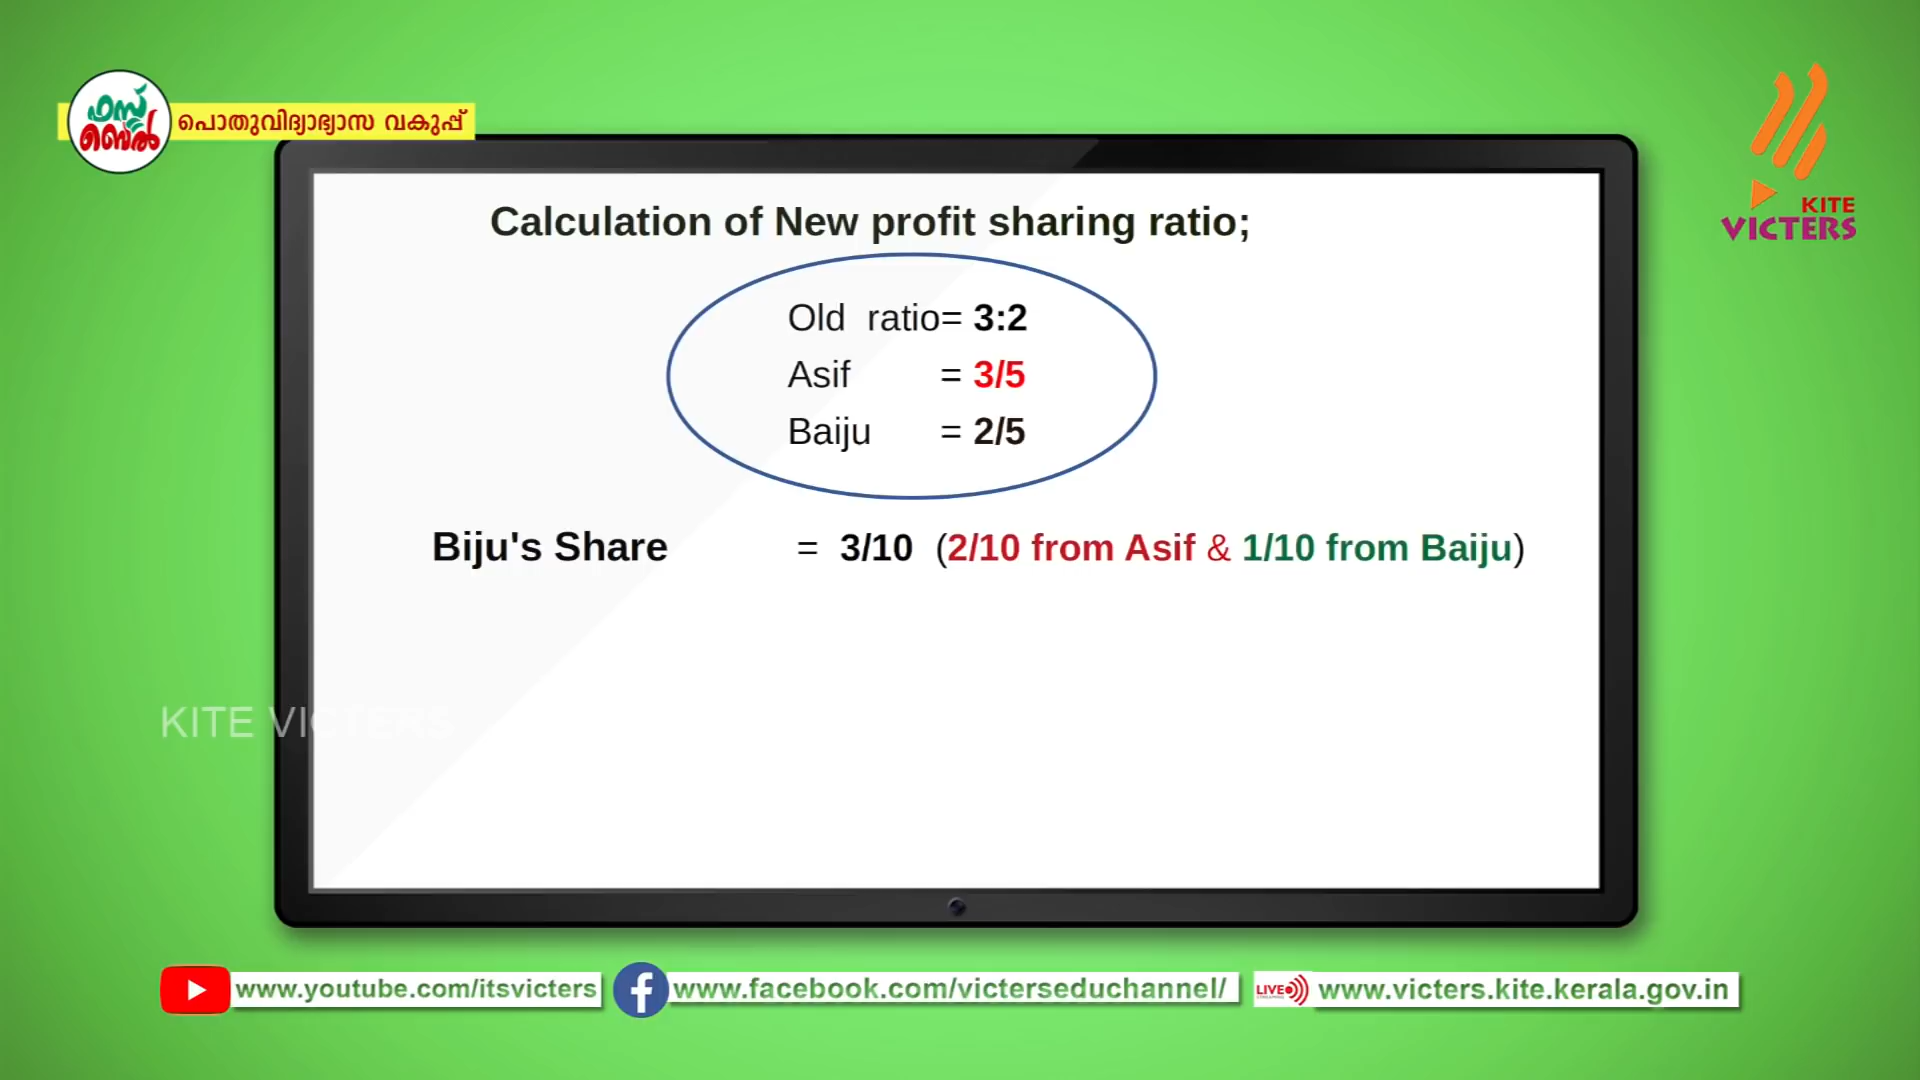 ഫസ്റ്റ്
ബെൽ
പൊതുവിദ്യാഭ്യാസ വകുപ്പ്
KITE
VICTERS
Calculation of New profit sharing ratio;
Old ratio= 3:2
Asif = 3/5
Baiju = 2/5
Biju's Share = 3/10 (2/10 from Asif & 1/10 from Baiju)
KITE VICTERS
www.youtube.com/itsvicters
www.facebook.com/victerseduchannel/
LIVE
www.victers.kite.kerala.gov.in